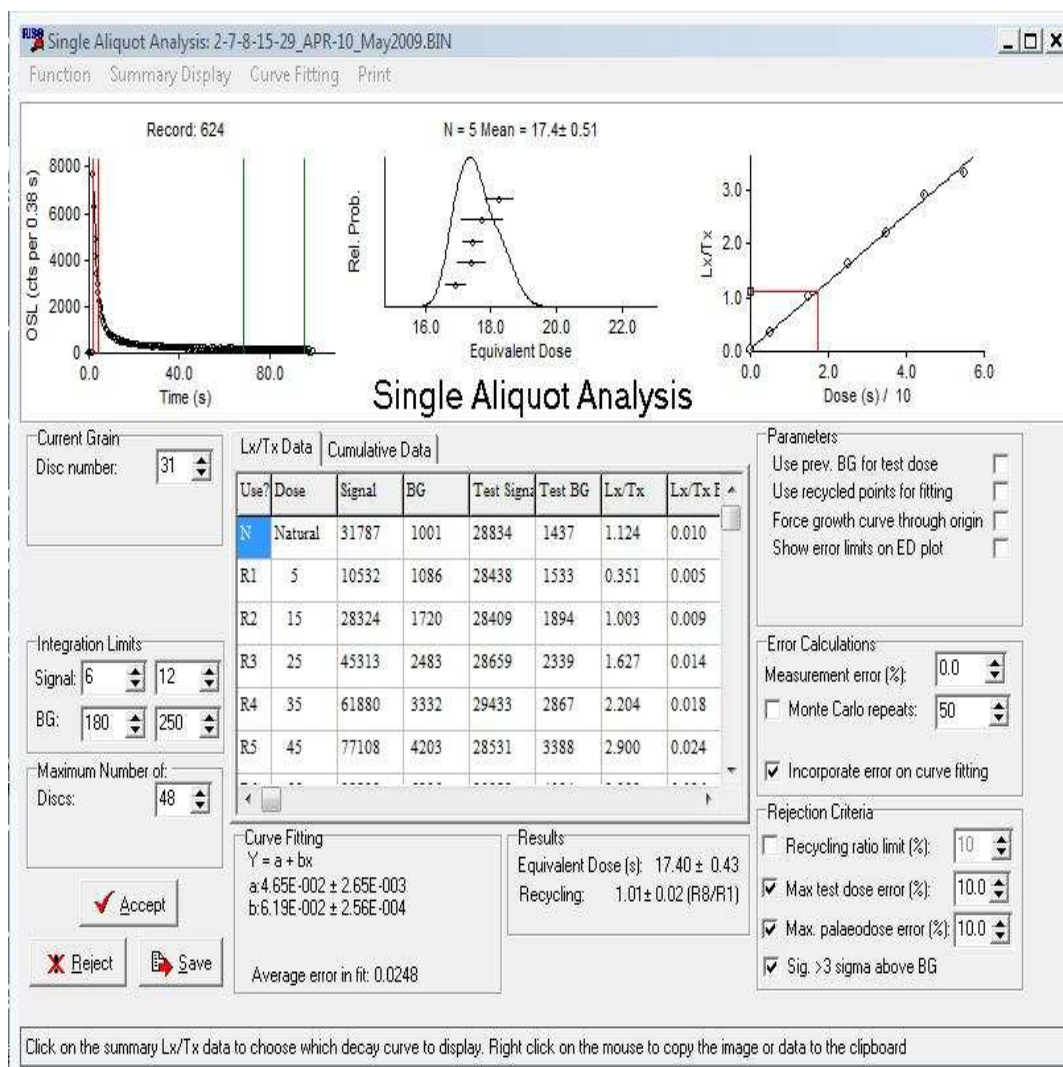 RISØ
Single Aliquot Analysis: 2-7-8-15-29_APR-10_May2009.BIN
Function Summary Display Curve Fitting Print
Record: 624
OSL (cts per 0.38 s)
8000
6000
4000
2000
0
0.0 40.0 80.0
Time (s)
N = 5 Mean = 17.4± 0.51
Rel. Prob.
16.0 18.0 20.0 22.0
Equivalent Dose
Lx/Tx
3.0
2.0
1.0
0.0
0.0 2.0 4.0 6.0
Dose (s) / 10
Single Aliquot Analysis
Current Grain
Disc number: 31
Integration Limits
Signal: 6 12
BG: 180 250
Maximum Number of:
Discs: 48
Accept
Reject Save
Lx/Tx Data Cumulative Data
Use? Dose Signal BG Test Signa Test BG Lx/Tx Lx/Tx E
N Natural 31787 1001 28834 1437 1.124 0.010
R1 5 10532 1086 28438 1533 0.351 0.005
R2 15 28324 1720 28409 1894 1.003 0.009
R3 25 45313 2483 28659 2339 1.627 0.014
R4 35 61880 3332 29433 2867 2.204 0.018
R5 45 77108 4203 28531 3388 2.900 0.024
Curve Fitting
Y = a + bx
a:4.65E-002 ± 2.65E-003
b:6.19E-002 ± 2.56E-004
Average error in fit: 0.0248
Results
Equivalent Dose (s): 17.40 ± 0.43
Recycling: 1.01± 0.02 (R8/R1)
Parameters
Use prev. BG for test dose
Use recycled points for fitting
Force growth curve through origin
Show error limits on ED plot
Error Calculations
Measurement error (%): 0.0
Monte Carlo repeats: 50
Incorporate error on curve fitting
Rejection Criteria
Recycling ratio limit (%): 10
Max test dose error (%): 10.0
Max. palaeodose error (%): 10.0
Sig. >3 sigma above BG
Click on the summary Lx/Tx data to choose which decay curve to display. Right click on the mouse to copy the image or data to the clipboard